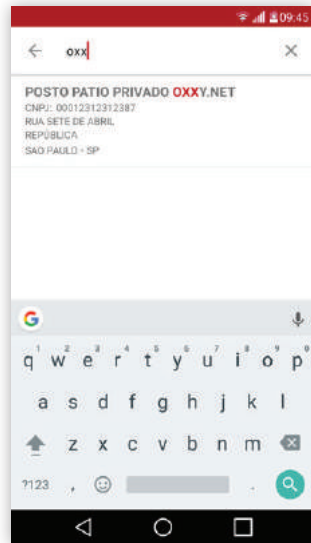 09:45
oxx
POSTO PATIO PRIVADO OXXY.NET
CNPJ: 00012312312387
RUA SETE DE ABRIL
REPÚBLICA
SAO PAULO - SP
G
1 2 3 4 5 6 7 8 9 0
q w e r t y u i o p
a s d f g h j k l
z x c v b n m
?123 , .